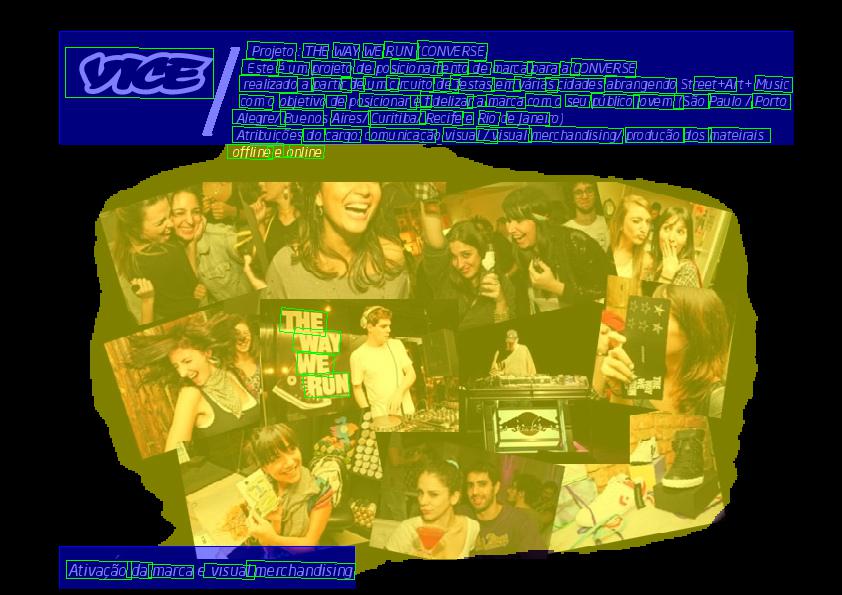 VICE /
Projeto: THE WAY WE RUN CONVERSE
Este é um projeto de posicionamento de marca para a CONVERSE
realizado a partir de um circuito de festas em várias cidades abrangendo Street+Art+ Music
com o objetivo de posicionar e fidelizar a marca com o seu público jovem (São Paulo / Porto
Alegre/ Buenos Aires/ Curitiba/ Recife e Rio de Janeiro)
Atribuicões do cargo: comunicação visual / visual merchandising/ produção dos mateirais
offline e online
THE
WAY
WE
RUN
Ativação da marca e visual merchandising